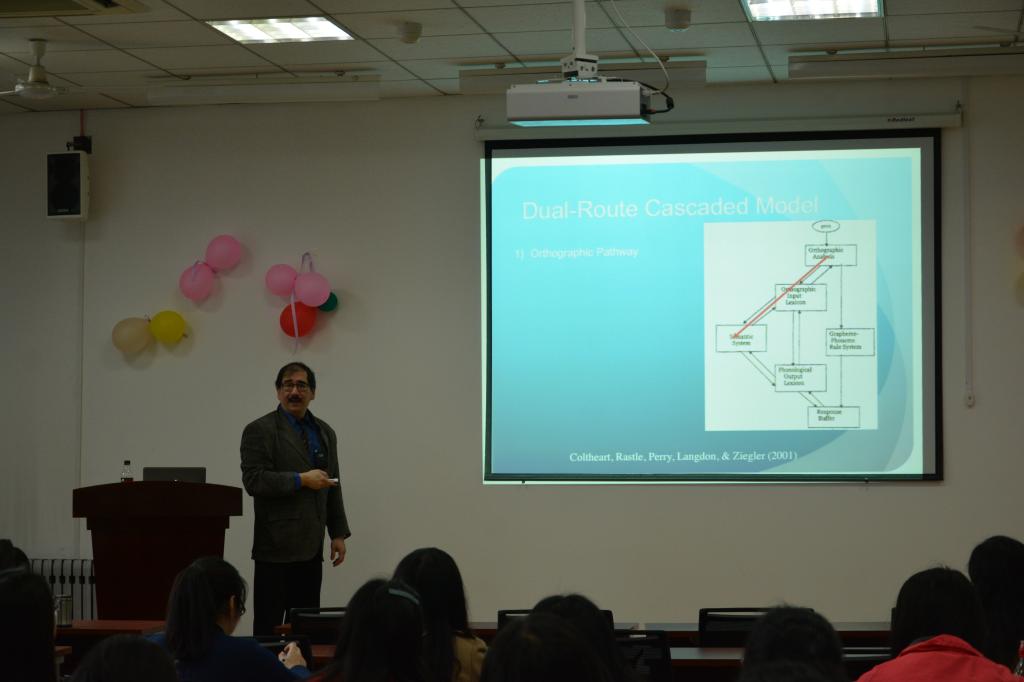 Dual-Route Cascaded Model
1) Orthographic Pathway
print
Orthographic
Analysis
Orthographic
Input
Lexicon
Semantic
System
Grapheme-
Phoneme
Rule System
Phonological
Output
Lexicon
Response
Buffer
Coltheart, Rastle, Perry, Langdon, & Ziegler (2001)